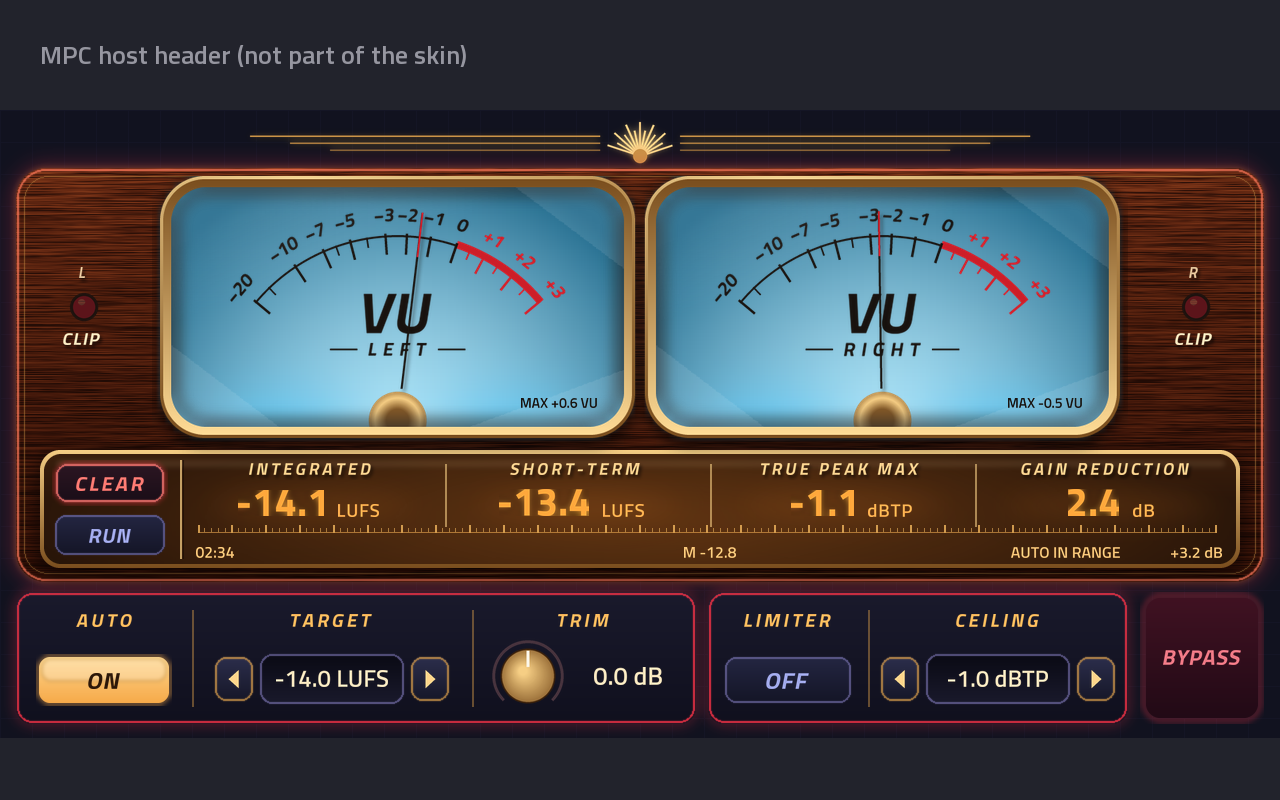 MPC host header (not part of the skin)
-20 -10 -7 -5 -3 -2 -1 0 +1 +2 +3
VU
LEFT
MAX +0.6 VU
-20 -10 -7 -5 -3 -2 -1 0 +1 +2 +3
VU
RIGHT
MAX -0.5 VU
L
CLIP
R
CLIP
CLEAR
RUN
INTEGRATED SHORT-TERM TRUE PEAK MAX GAIN REDUCTION
-14.1 LUFS -13.4 LUFS -1.1 dBTP 2.4 dB
02:34 M -12.8 AUTO IN RANGE +3.2 dB
AUTO TARGET TRIM LIMITER CEILING
ON -14.0 LUFS 0.0 dB OFF -1.0 dBTP
BYPASS